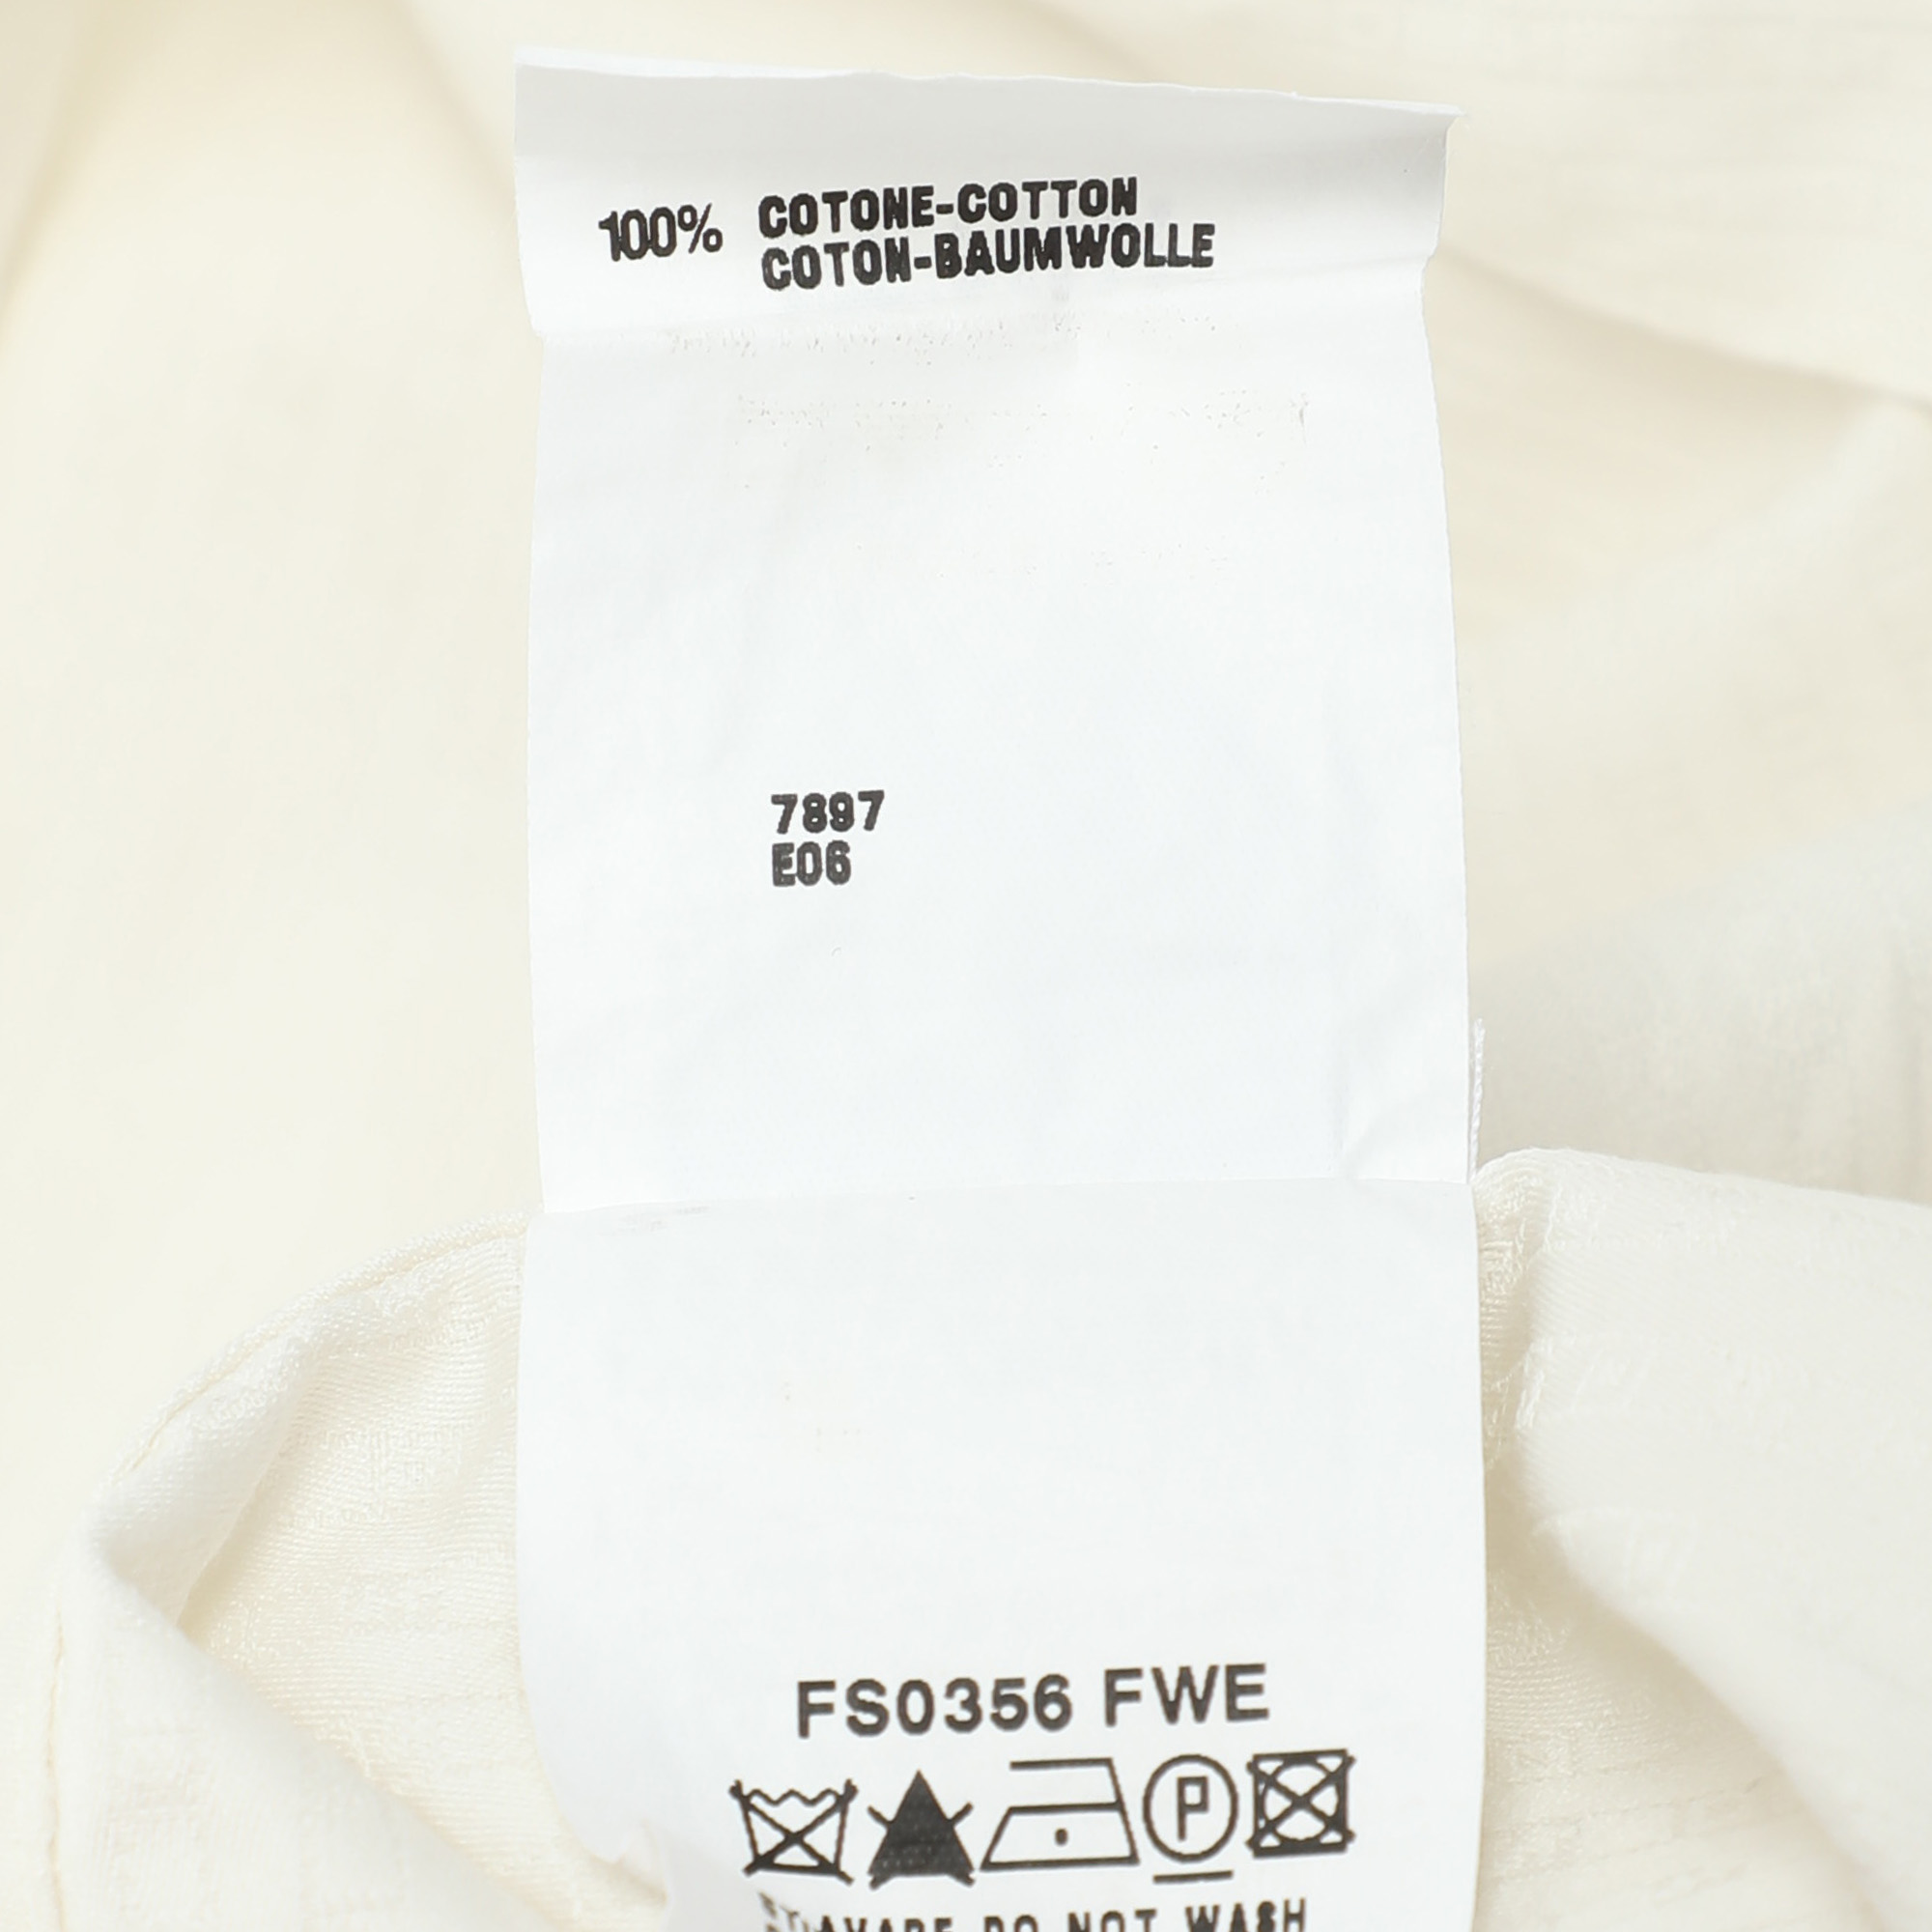 100% COTONE-COTTON
COTON-BAUMWOLLE
7897
E06
FS0356 FWE
P
DO NOT WASH